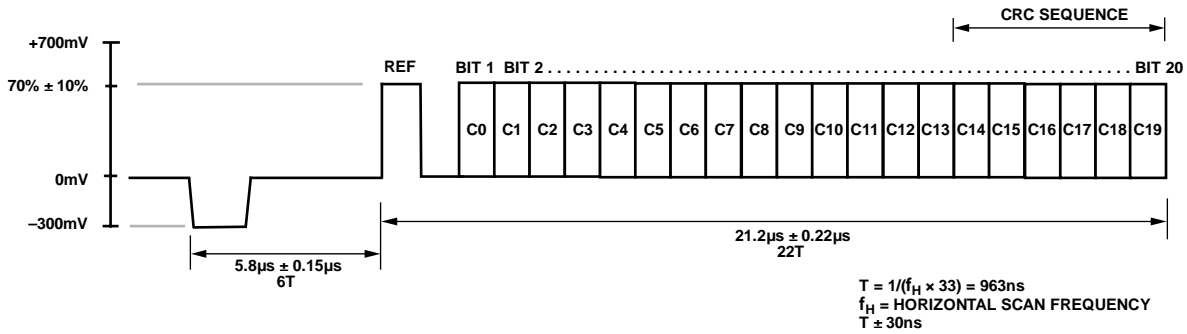 CRC SEQUENCE
+700mV
REF
BIT 1 BIT 2 . . . . . . . . . . . . . . . . . . . . . . . . . . . . . . . . . . . . . . . . . . . . . . . . . . . . . . . . . . . . . . . . . . . . . . BIT 20
70% ± 10%
C0 C1 C2 C3 C4 C5 C6 C7 C8 C9 C10 C11 C12 C13 C14 C15 C16 C17 C18 C19
0mV
–300mV
21.2µs ± 0.22µs
22T
5.8µs ± 0.15µs
6T
T = 1/(fH × 33) = 963ns
fH = HORIZONTAL SCAN FREQUENCY
T ± 30ns